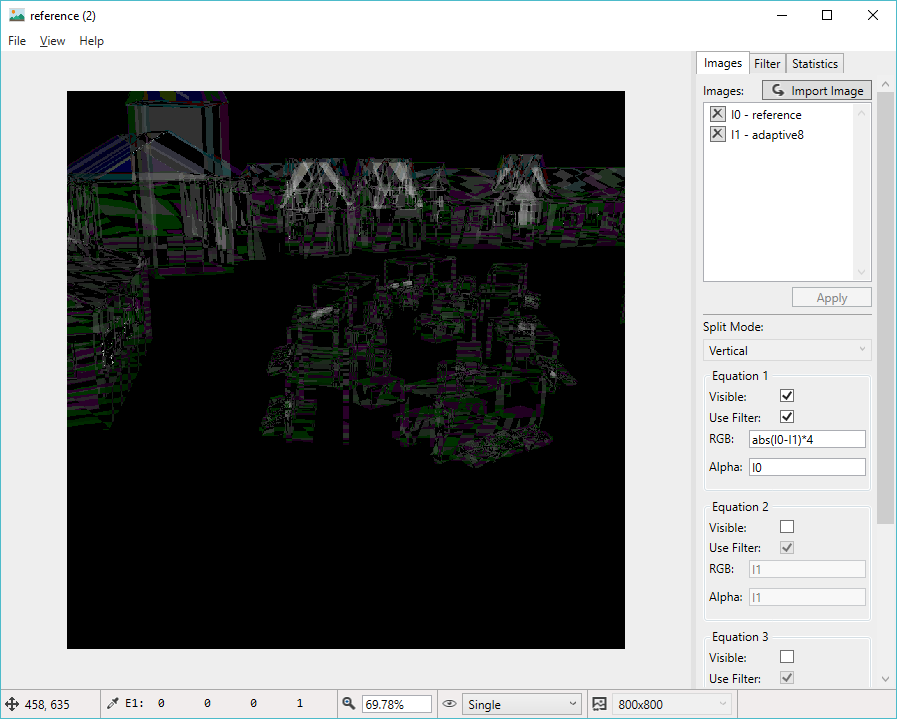 reference (2)
File View Help
Images Filter Statistics
Images: Import Image
I0 - reference
I1 - adaptive8
Apply
Split Mode:
Vertical
Equation 1
Visible:
Use Filter:
RGB: abs(I0-I1)*4
Alpha: I0
Equation 2
Visible:
Use Filter:
RGB: I1
Alpha: I1
Equation 3
Visible:
Use Filter:
458, 635 E1: 0 0 0 1 69.78% Single 800x800